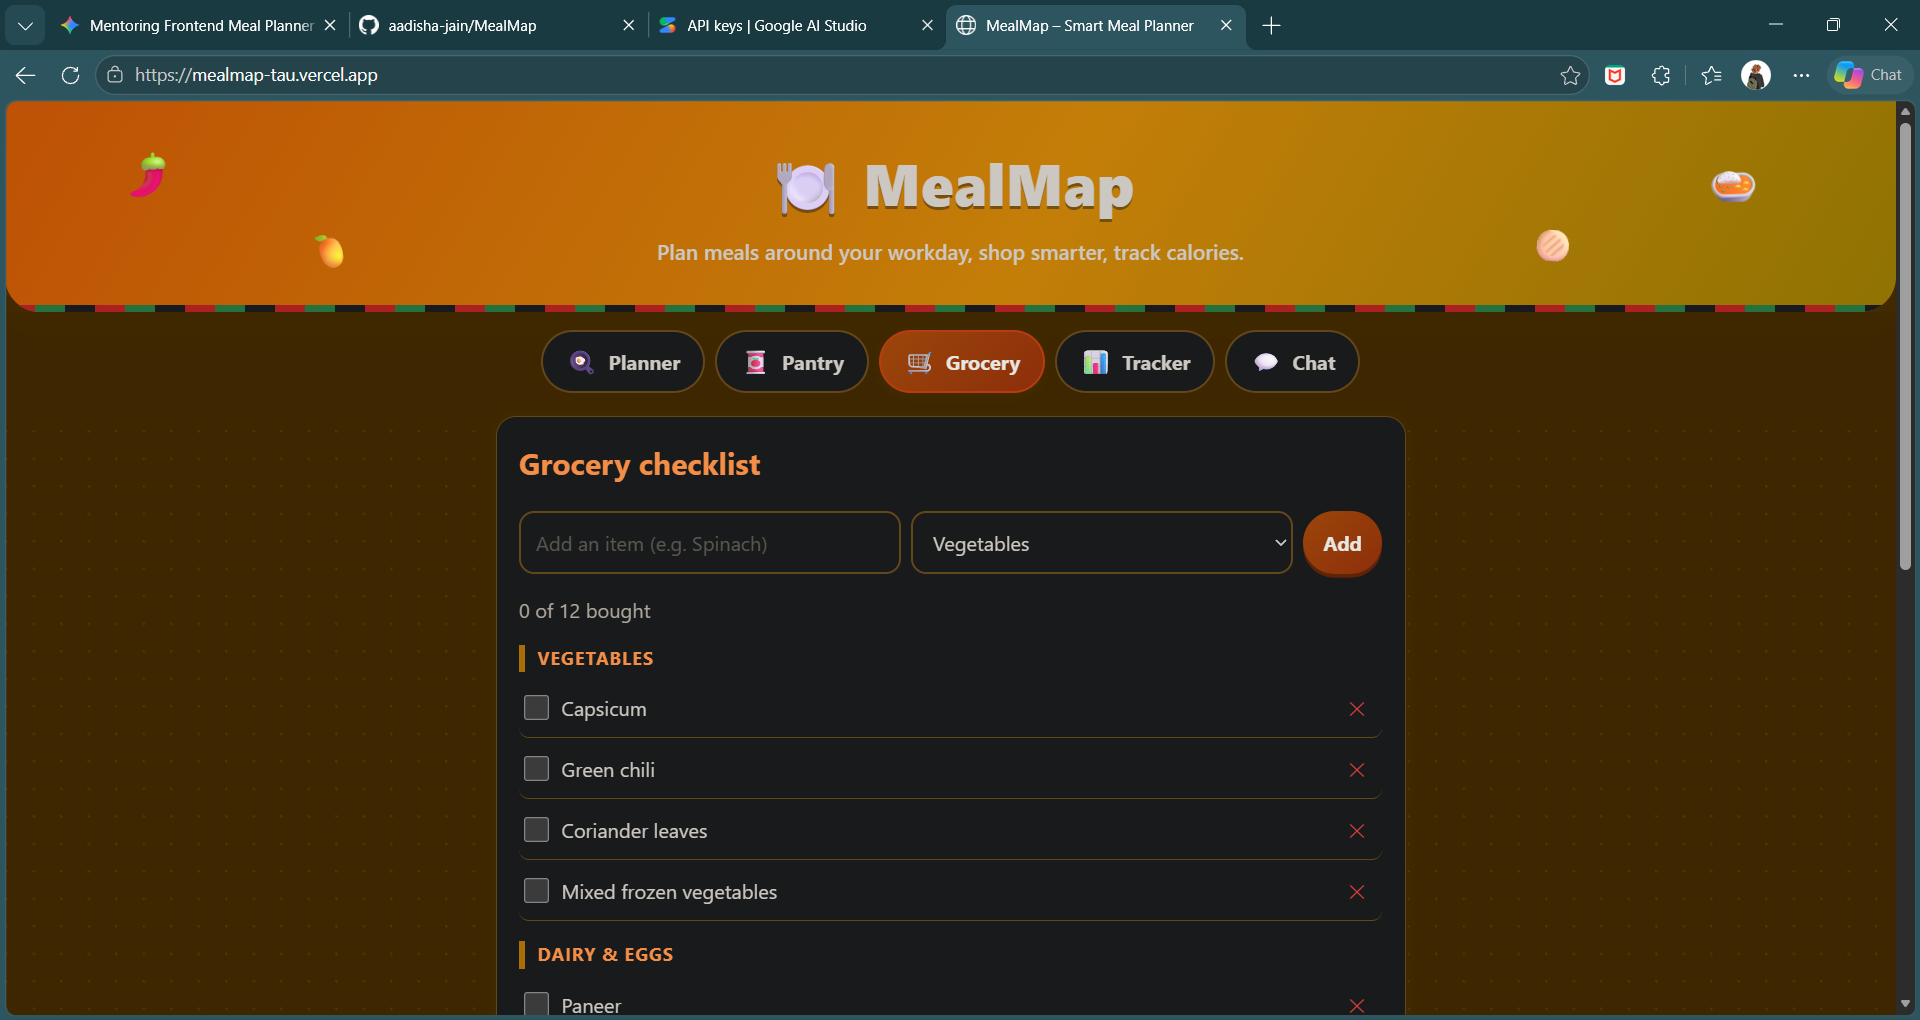 Mentoring Frontend Meal Planner
aadisha-jain/MealMap
API keys | Google AI Studio
MealMap – Smart Meal Planner
https://mealmap-tau.vercel.app
Chat
MealMap
Plan meals around your workday, shop smarter, track calories.
Planner
Pantry
Grocery
Tracker
Chat
Grocery checklist
Add an item (e.g. Spinach)
Vegetables
Add
0 of 12 bought
VEGETABLES
Capsicum
Green chili
Coriander leaves
Mixed frozen vegetables
DAIRY & EGGS
Paneer